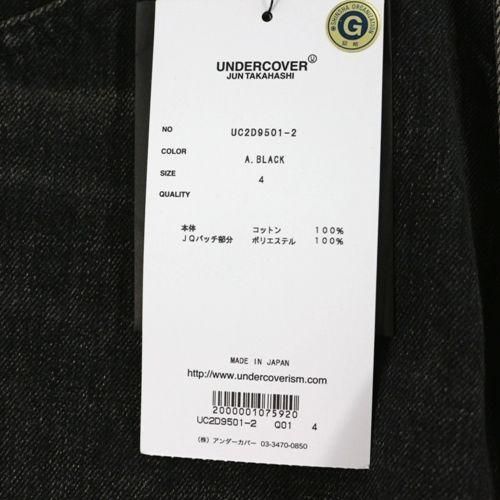 SHINSHA ORGANIZATION
G
UNDERCOVER
JUN TAKAHASHI
NO UC2D9501-2
COLOR A.BLACK
SIZE 4
QUALITY
本体 コットン 100%
JQパッチ部分 ポリエステル 100%
MADE IN JAPAN
http://www.undercoverism.com
2000001075920
UC2D9501-2 Q01 4
(株) アンダーカバー 03-3470-0850